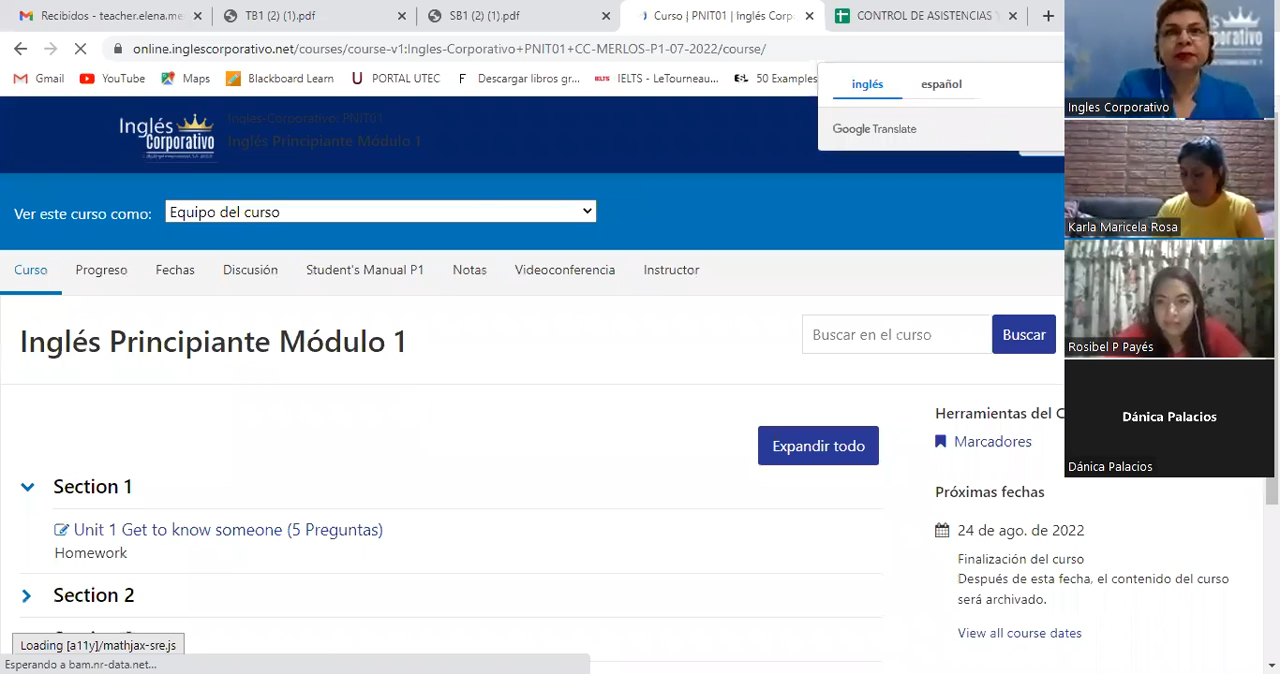 Recibidos - teacher.elena.me
TB1 (2) (1).pdf
SB1 (2) (1).pdf
Curso | PNIT01 | Inglés Corpo
CONTROL DE ASISTENCIAS Y
online.inglescorporativo.net/courses/course-v1:Ingles-Corporativo+PNIT01+CC-MERLOS-P1-07-2022/course/
Gmail
YouTube
Maps
Blackboard Learn
PORTAL UTEC
Descargar libros gr...
IELTS - LeTourneau...
50 Examples
inglés
español
Google Translate
Inglés Corporativo
Ingles-Corporativo: PNIT01
Inglés Principiante Módulo 1
Ver este curso como:
Equipo del curso
Curso
Progreso
Fechas
Discusión
Student's Manual P1
Notas
Videoconferencia
Instructor
Inglés Principiante Módulo 1
Buscar en el curso
Buscar
Expandir todo
Section 1
Unit 1 Get to know someone (5 Preguntas)
Homework
Section 2
Herramientas del C
Marcadores
Próximas fechas
24 de ago. de 2022
Finalización del curso
Después de esta fecha, el contenido del curso
será archivado.
View all course dates
Loading [a11y]/mathjax-sre.js
Esperando a bam.nr-data.net...
Ingles Corporativo
Karla Maricela Rosa
Rosibel P Payés
Dánica Palacios
Dánica Palacios